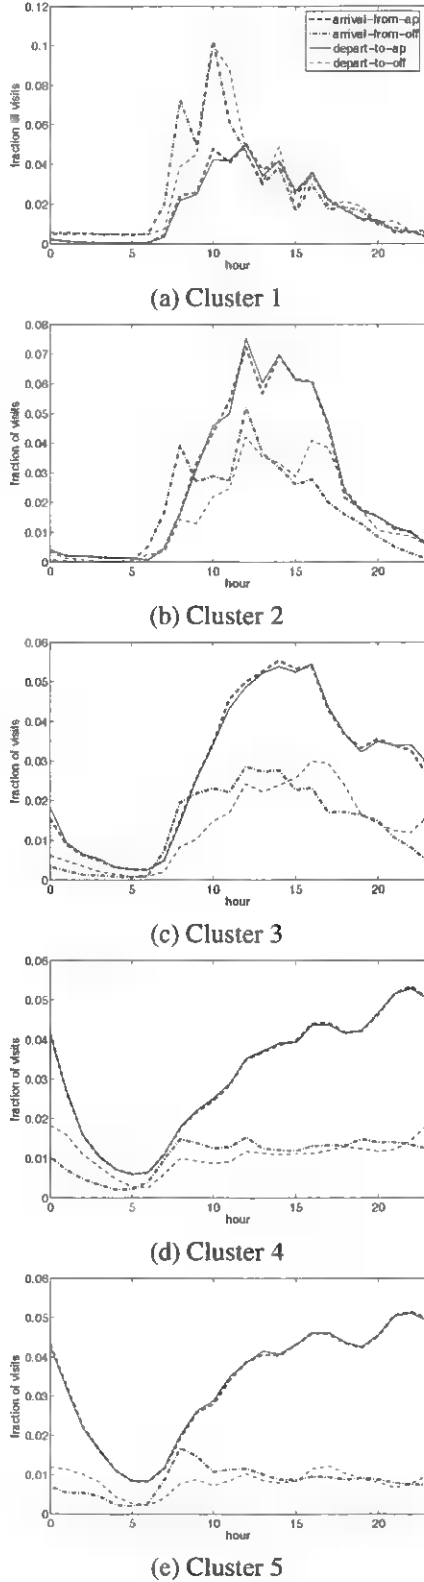 0.12
arrival-from-ap
arrival-from-off
depart-to-ap
depart-to-off
0.1
0.08
0.06
0.04
0.02
0
fraction of visits
0 5 10 15 20
hour
(a) Cluster 1
0.08
0.07
0.06
0.05
0.04
0.03
0.02
0.01
0
fraction of visits
0 5 10 15 20
hour
(b) Cluster 2
0.06
0.05
0.04
0.03
0.02
0.01
0
fraction of visits
0 5 10 15 20
hour
(c) Cluster 3
0.06
0.05
0.04
0.03
0.02
0.01
0
fraction of visits
0 5 10 15 20
hour
(d) Cluster 4
0.06
0.05
0.04
0.03
0.02
0.01
0
fraction of visits
0 5 10 15 20
hour
(e) Cluster 5